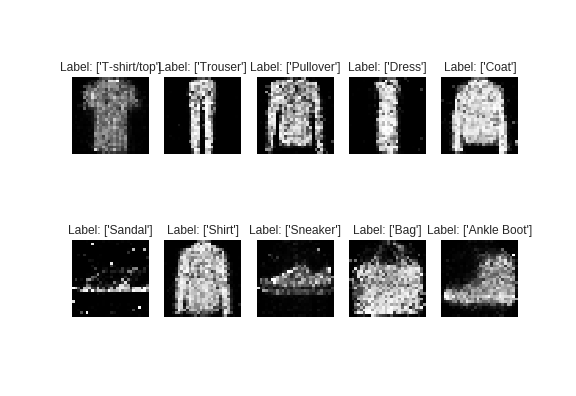 Label: ['T-shirt/top']
Label: ['Trouser']
Label: ['Pullover']
Label: ['Dress']
Label: ['Coat']
Label: ['Sandal']
Label: ['Shirt']
Label: ['Sneaker']
Label: ['Bag']
Label: ['Ankle Boot']